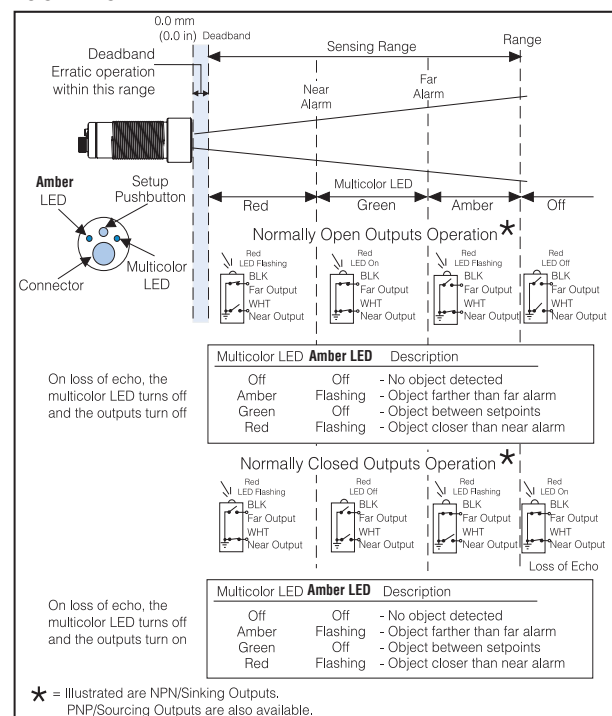 0.0 mm
(0.0 in)
Deadband
Sensing Range
Range
Deadband
Erratic operation
within this range
Near
Alarm
Far
Alarm
Amber
LED
Setup
Pushbutton
Connector
Multicolor
LED
Multicolor LED
Red
Green
Amber
Off
Normally Open Outputs Operation *
Red
LED Flashing
BLK
Far Output
WHT
Near Output
Red
LED On
BLK
Far Output
WHT
Near Output
Red
LED Flashing
BLK
Far Output
WHT
Near Output
Red
LED Off
BLK
Far Output
WHT
Near Output
On loss of echo, the
multicolor LED turns off
and the outputs turn off
Multicolor LED Amber LED Description
Off Off - No object detected
Amber Flashing - Object farther than far alarm
Green Off - Object between setpoints
Red Flashing - Object closer than near alarm
Normally Closed Outputs Operation *
Red
LED Flashing
BLK
Far Output
WHT
Near Output
Red
LED Off
BLK
Far Output
WHT
Near Output
Red
LED Flashing
BLK
Far Output
WHT
Near Output
Red
LED On
BLK
Far Output
WHT
Near Output
Loss of Echo
On loss of echo, the
multicolor LED turns off
and the outputs turn on
Multicolor LED Amber LED Description
Off Off - No object detected
Amber Flashing - Object farther than far alarm
Green Off - Object between setpoints
Red Flashing - Object closer than near alarm
* = Illustrated are NPN/Sinking Outputs.
PNP/Sourcing Outputs are also available.